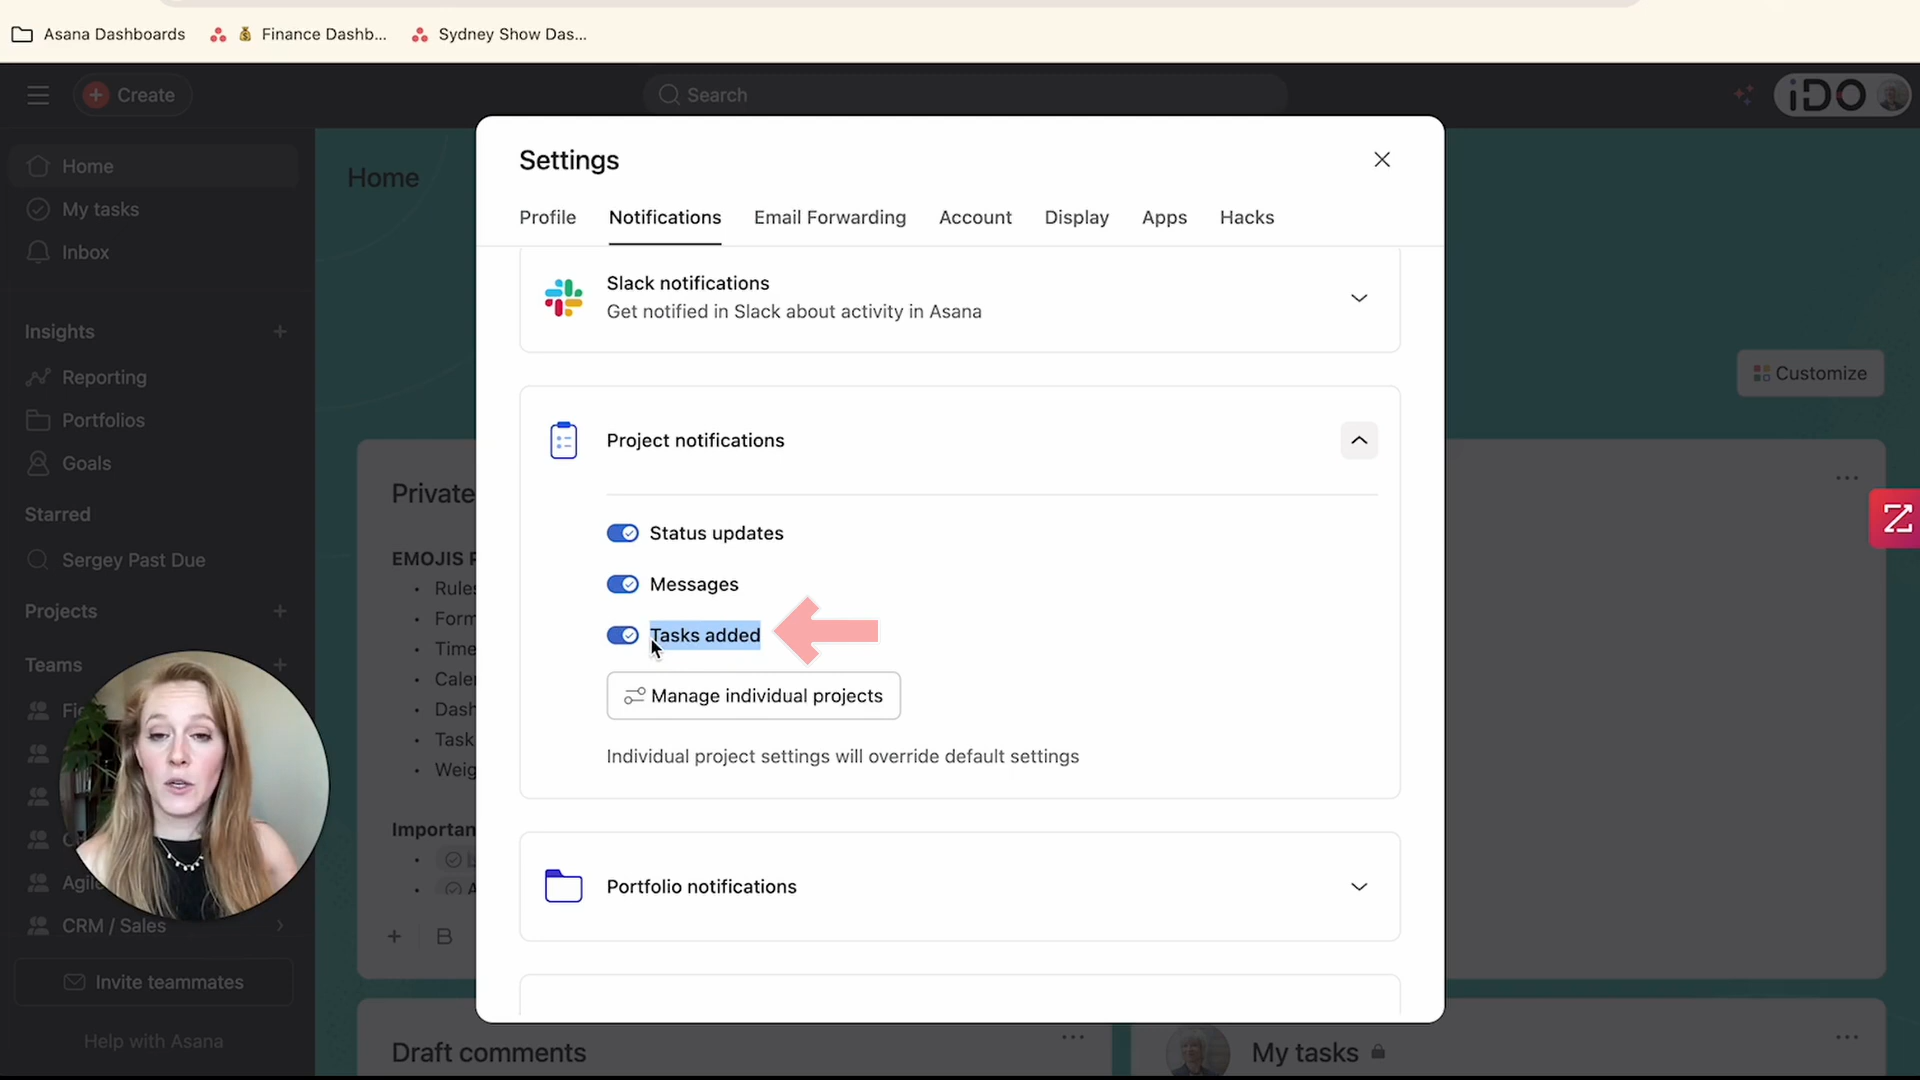 Asana Dashboards
Finance Dashb...
Sydney Show Das...
Create
Search
iDO
Home
My tasks
Inbox
Insights
Reporting
Portfolios
Goals
Starred
Sergey Past Due
Projects
Teams
CRM / Sales
Invite teammates
Help with Asana
Home
Customize
Private
EMOJIS
Rules
Form
Time
Dash
Task
Weig
Importan
B
Draft comments
My tasks
Settings
Profile
Notifications
Email Forwarding
Account
Display
Apps
Hacks
Slack notifications
Get notified in Slack about activity in Asana
Project notifications
Status updates
Messages
Tasks added
Manage individual projects
Individual project settings will override default settings
Portfolio notifications